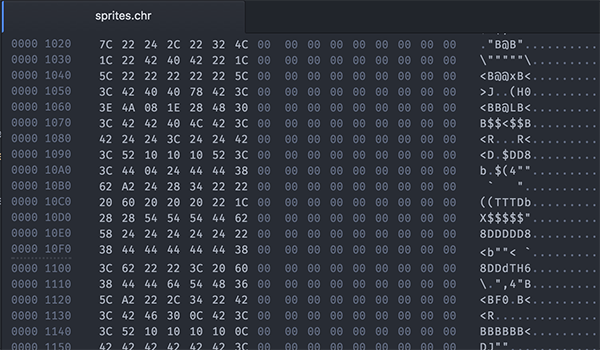 sprites.chr
0000 1020 7C 22 24 2C 22 32 4C 00 00 00 00 00 00 00 00 00 ."B@B"..........
0000 1030 1C 22 42 40 42 22 1C 00 00 00 00 00 00 00 00 00 \"""""\.........
0000 1040 5C 22 22 22 22 22 5C 00 00 00 00 00 00 00 00 00 <B@@xB<.........
0000 1050 3C 42 40 40 78 42 3C 00 00 00 00 00 00 00 00 00 >J..(H0.........
0000 1060 3E 4A 08 1E 28 48 30 00 00 00 00 00 00 00 00 00 <BB@LB<.........
0000 1070 3C 42 42 40 4C 42 3C 00 00 00 00 00 00 00 00 00 B$$<$$B.........
0000 1080 42 24 24 3C 24 24 42 00 00 00 00 00 00 00 00 00 <R...R<.........
0000 1090 3C 52 10 10 10 52 3C 00 00 00 00 00 00 00 00 00 <D.$DD8.........
0000 10A0 3C 44 04 24 44 44 38 00 00 00 00 00 00 00 00 00 b.$(4"".........
0000 10B0 62 A2 24 28 34 22 22 00 00 00 00 00 00 00 00 00  `   "..........
0000 10C0 20 60 20 20 20 22 1C 00 00 00 00 00 00 00 00 00 ((TTTDb.........
0000 10D0 28 28 54 54 54 44 62 00 00 00 00 00 00 00 00 00 X$$$$$".........
0000 10E0 58 24 24 24 24 24 22 00 00 00 00 00 00 00 00 00 8DDDDD8.........
0000 10F0 38 44 44 44 44 44 38 00 00 00 00 00 00 00 00 00 <b""< `.........
0000 1100 3C 62 22 22 3C 20 60 00 00 00 00 00 00 00 00 00 8DDdTH6.........
0000 1110 38 44 44 64 54 48 36 00 00 00 00 00 00 00 00 00 \.",4"B.........
0000 1120 5C A2 22 2C 34 22 42 00 00 00 00 00 00 00 00 00 <BF0.B<.........
0000 1130 3C 42 46 30 0C 42 3C 00 00 00 00 00 00 00 00 00 <R..............
0000 1140 3C 52 10 10 10 10 0C 00 00 00 00 00 00 00 00 00 BBBBBB<.........
0000 1150 42 42 42 42 42 42 3C 00 00 00 00 00 00 00 00 00